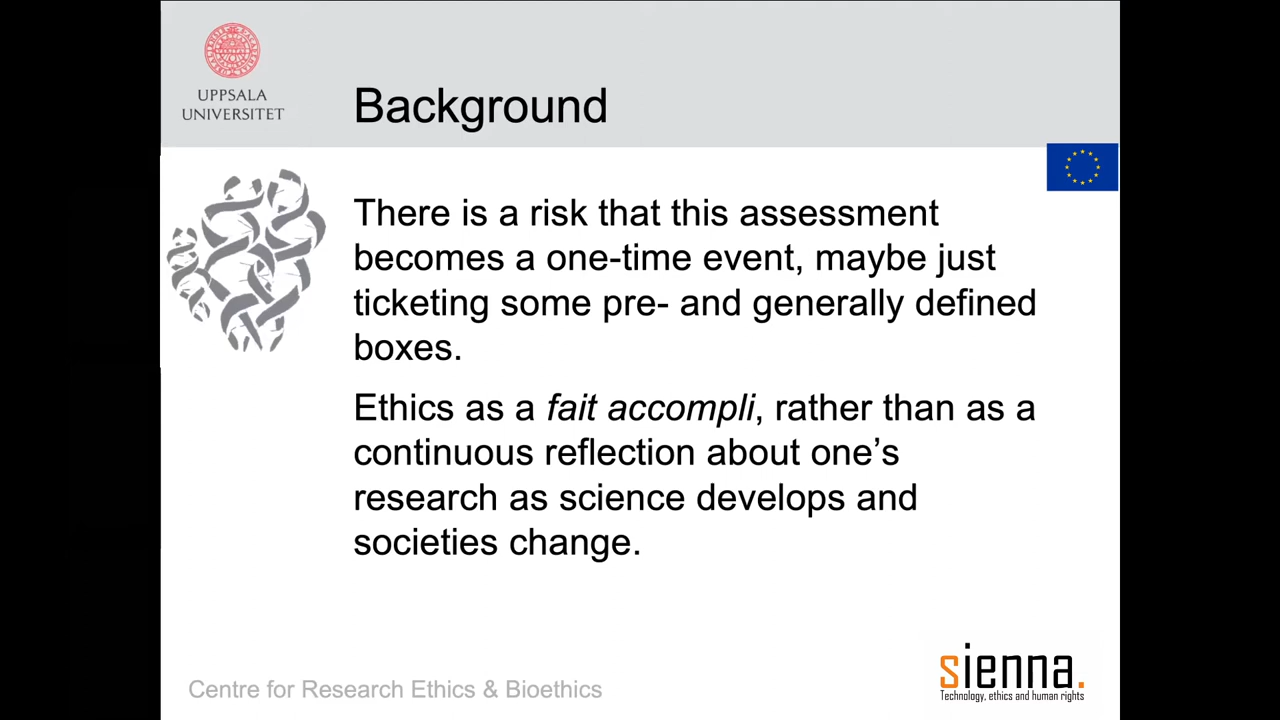 UPPSALA
UNIVERSITET
Background
There is a risk that this assessment
becomes a one-time event, maybe just
ticketing some pre- and generally defined
boxes.
Ethics as a fait accompli, rather than as a
continuous reflection about one’s
research as science develops and
societies change.
Centre for Research Ethics & Bioethics
sienna.
Technology, ethics and human rights